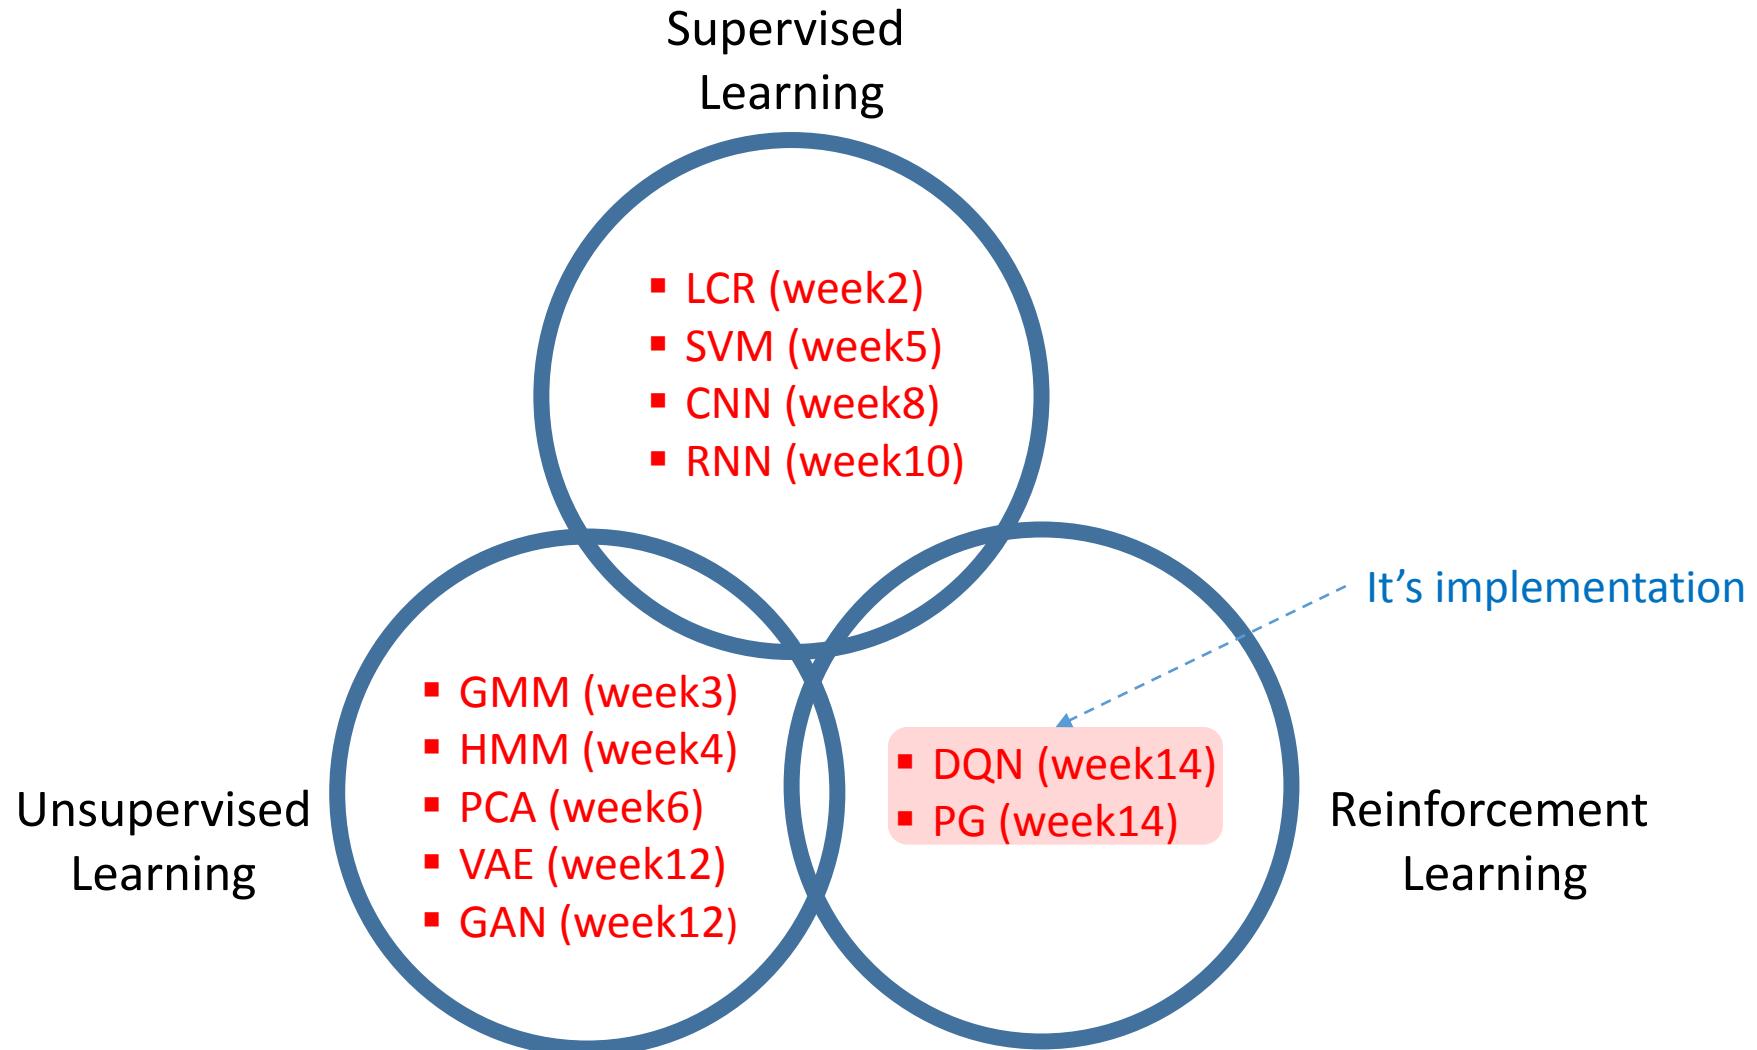 Supervised
Learning
▪ LCR (week2)
▪ SVM (week5)
▪ CNN (week8)
▪ RNN (week10)
It’s implementation
▪ GMM (week3)
▪ HMM (week4)
▪ PCA (week6)
▪ VAE (week12)
▪ GAN (week12)
▪ DQN (week14)
▪ PG (week14)
Unsupervised
Learning
Reinforcement
Learning